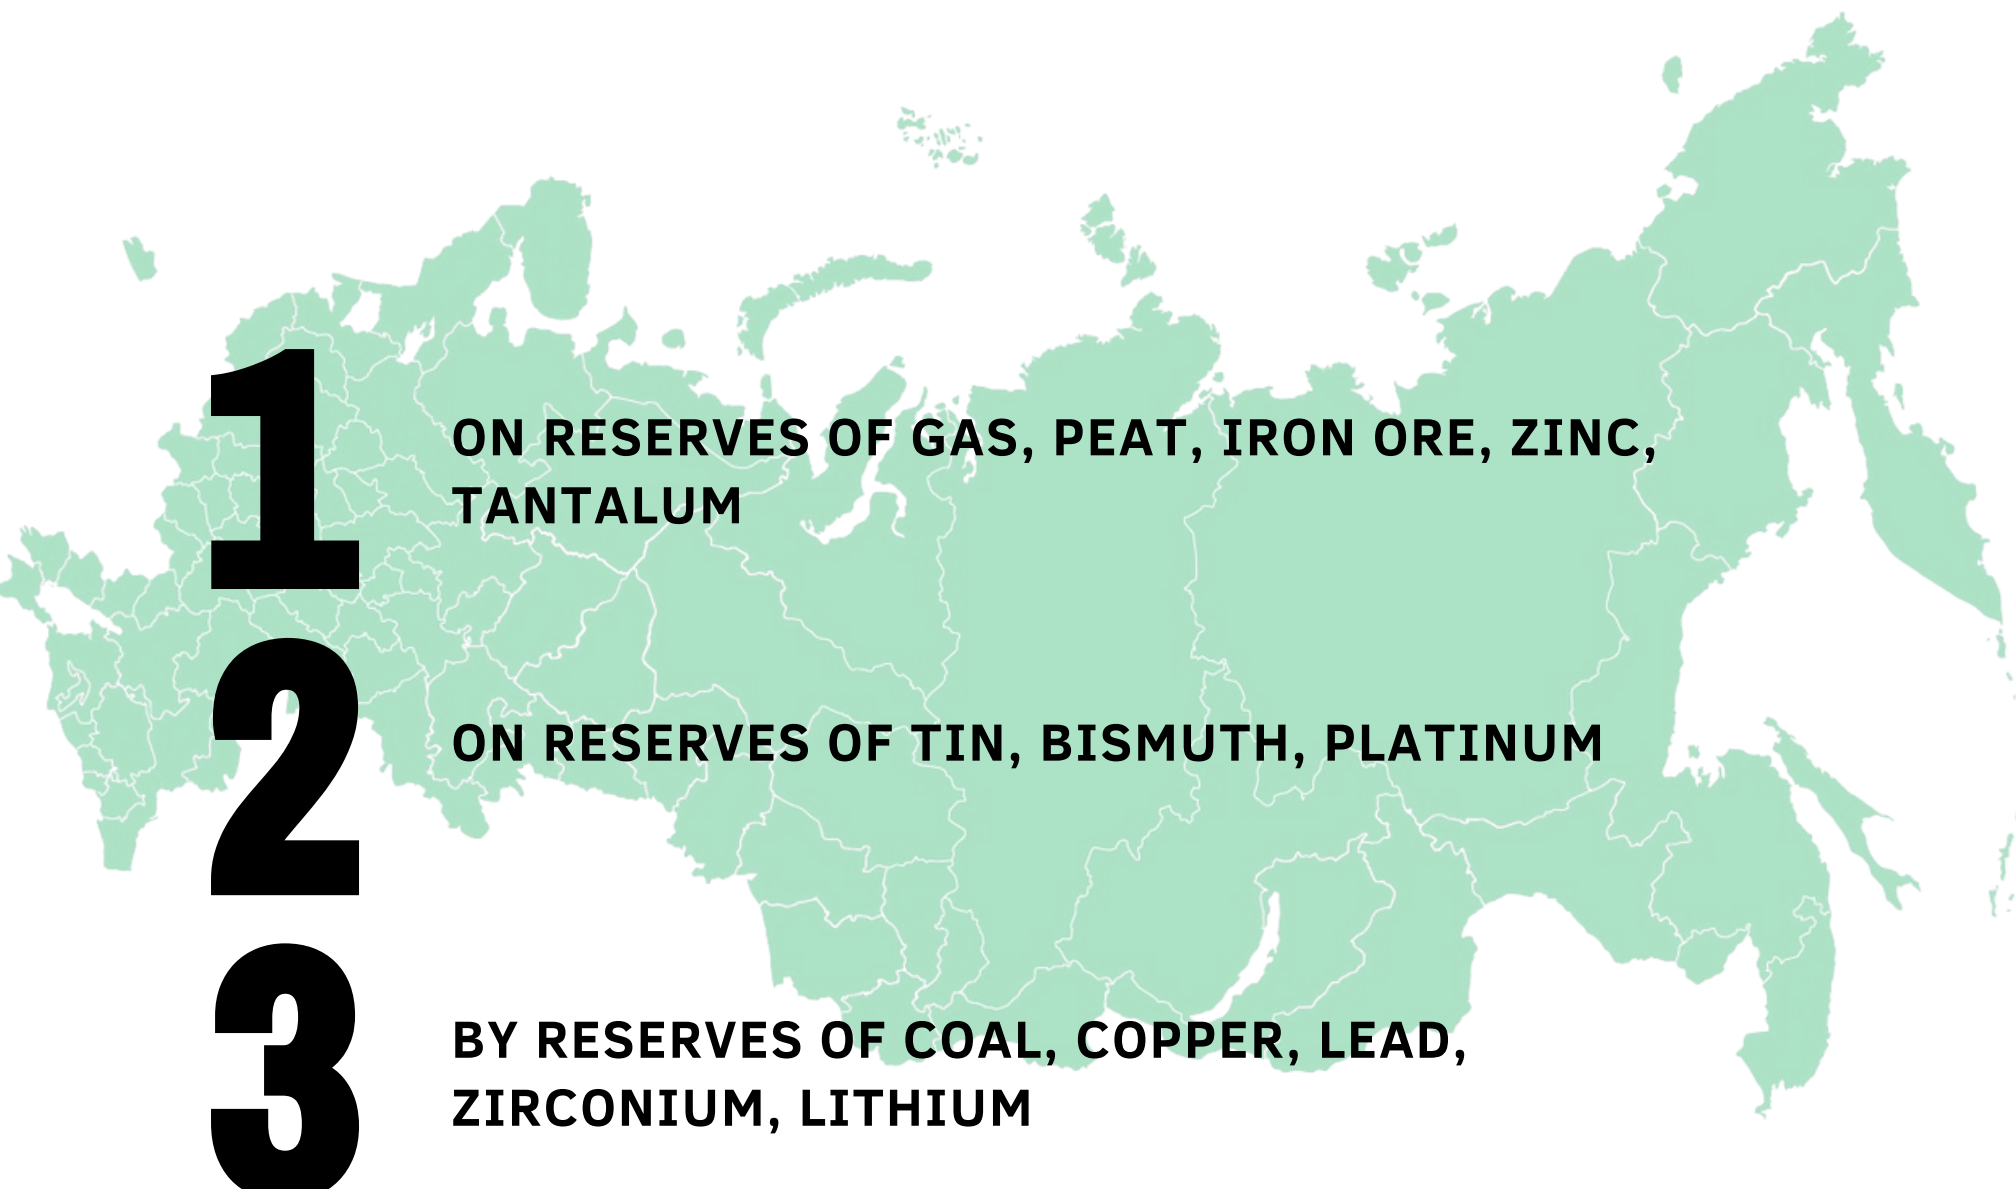 1
ON RESERVES OF GAS, PEAT, IRON ORE, ZINC,
TANTALUM
2
ON RESERVES OF TIN, BISMUTH, PLATINUM
3
BY RESERVES OF COAL, COPPER, LEAD,
ZIRCONIUM, LITHIUM